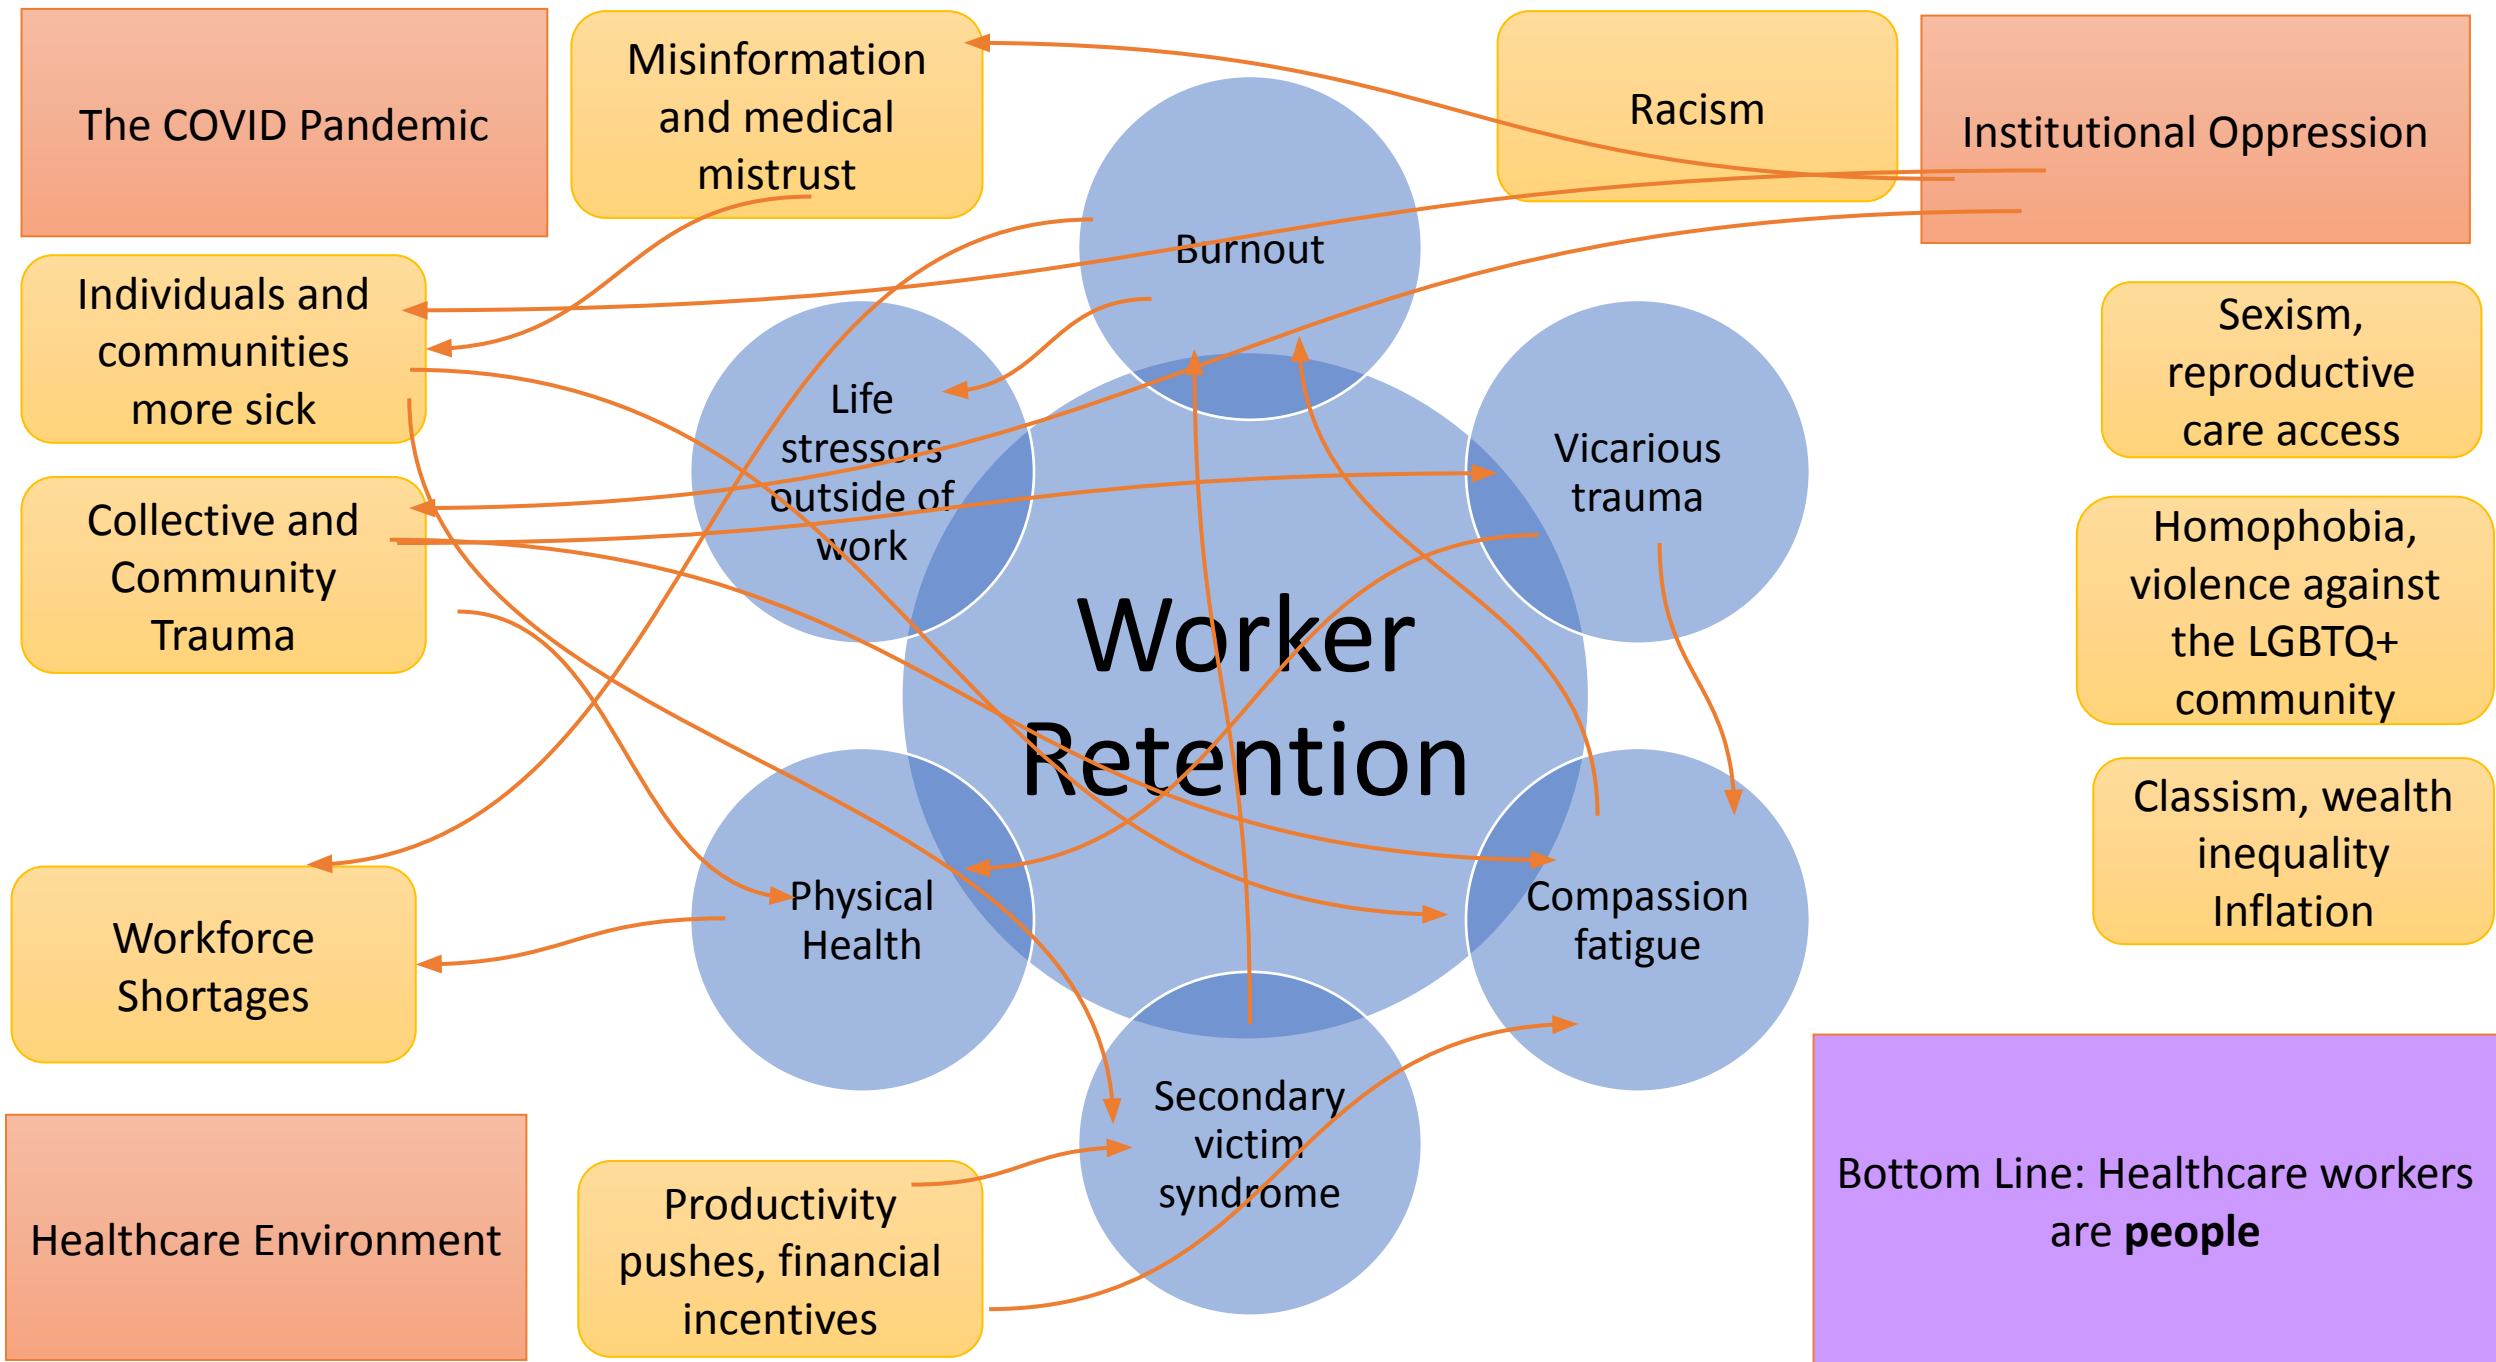 The COVID Pandemic
Misinformation
and medical
mistrust
Racism
Institutional Oppression
Burnout
Individuals and
communities
more sick
Life
stressors
outside of
work
Vicarious
trauma
Sexism,
reproductive
care access
Collective and
Community
Trauma
Worker
Retention
Homophobia,
violence against
the LGBTQ+
community
Classism, wealth
inequality
Inflation
Workforce
Shortages
Physical
Health
Compassion
fatigue
Secondary
victim
syndrome
Healthcare Environment
Productivity
pushes, financial
incentives
Bottom Line: Healthcare workers
are people